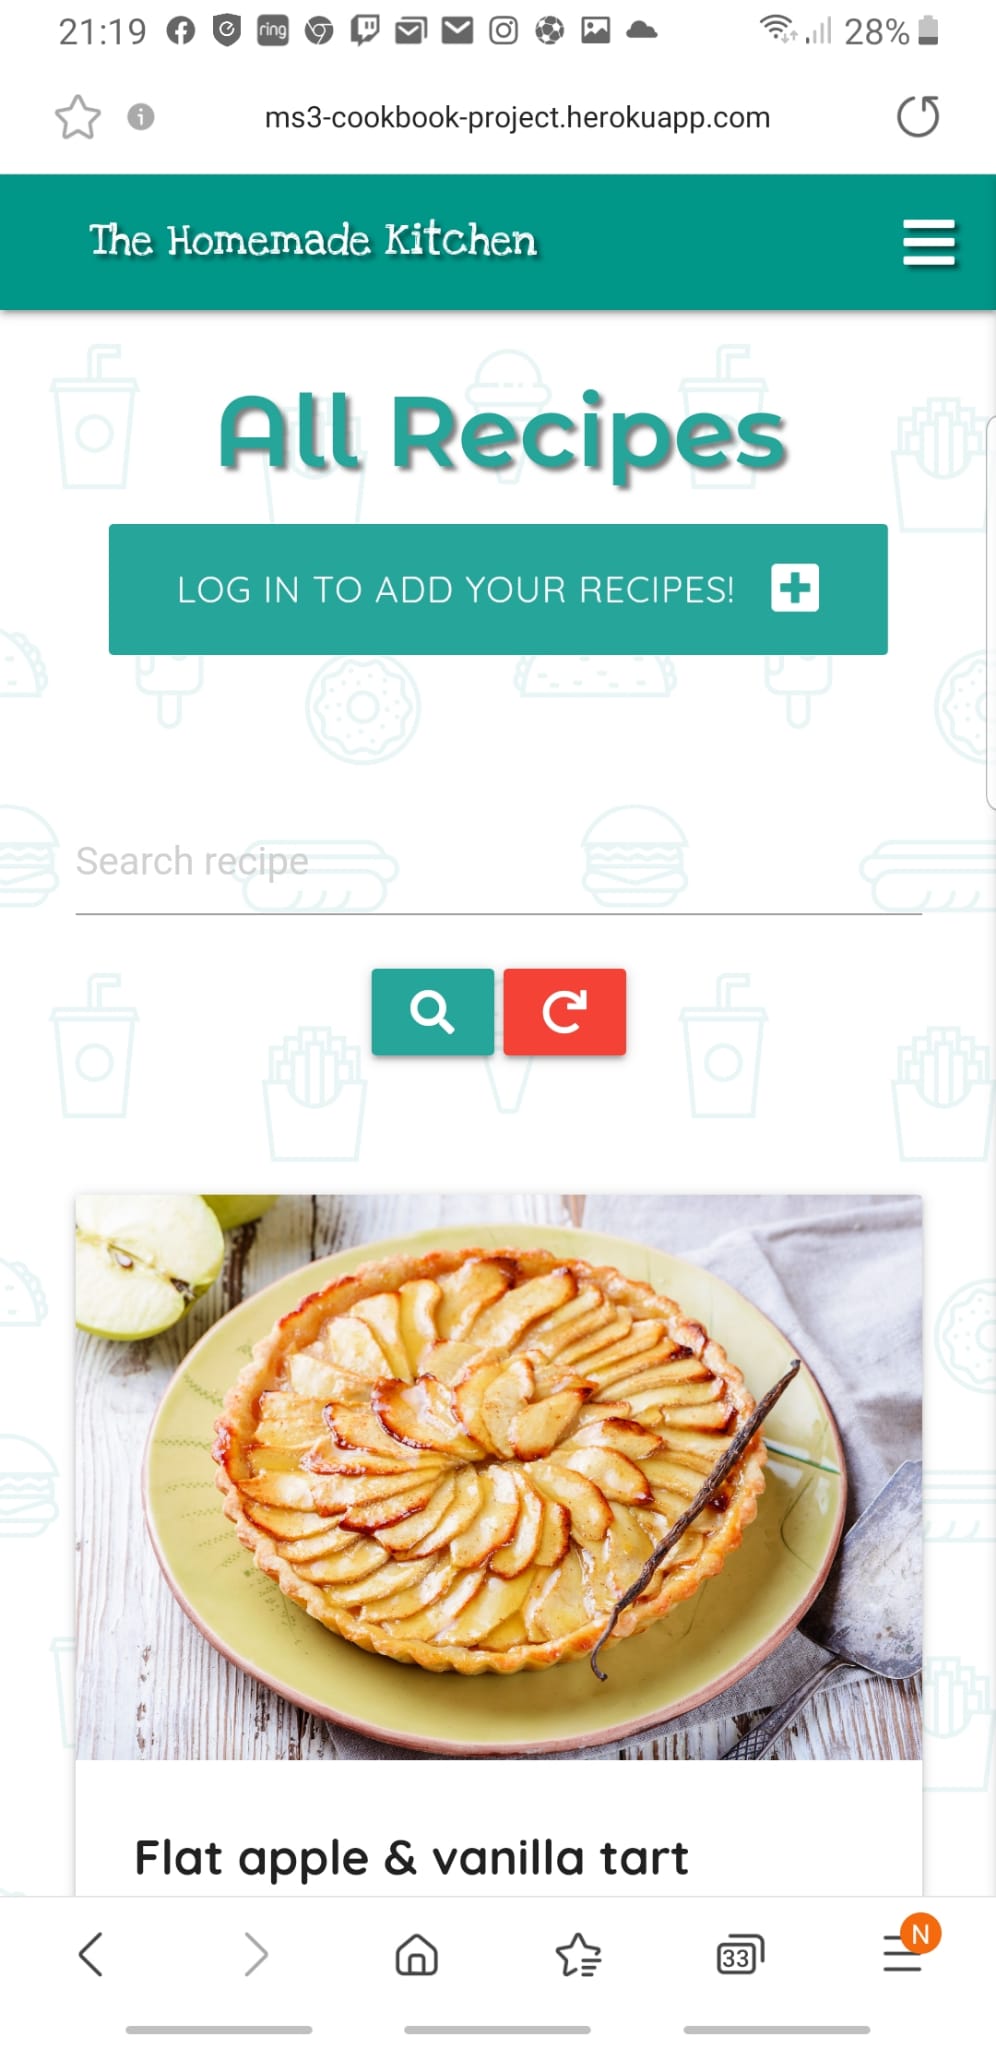 21:19 ring 28%
ms3-cookbook-project.herokuapp.com
The Homemade Kitchen
All Recipes
LOG IN TO ADD YOUR RECIPES!
Search recipe
Flat apple & vanilla tart
33 N